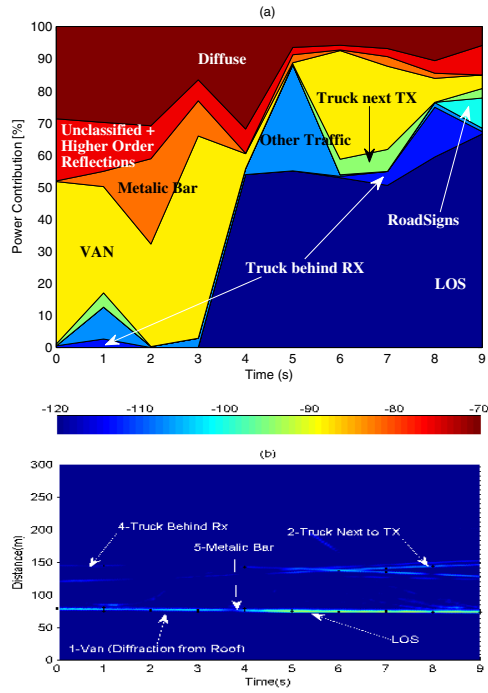 (a)
100
90
80
70
60
50
40
30
20
10
0
Power Contribution [%]
Diffuse
Unclassified +
Higher Order
Reflections
Truck next TX
Other Traffic
Metalic Bar
RoadSigns
VAN
Truck behind RX
LOS
0 1 2 3 4 5 6 7 8 9
Time (s)
-120 -110 -100 -90 -80 -70
(b)
300
250
200
150
100
50
0
Distance(m)
4-Truck Behind Rx
2-Truck Next to TX
5-Metalic Bar
1-Van (Diffraction from Roof)
LOS
0 1 2 3 4 5 6 7 8 9
Time(s)